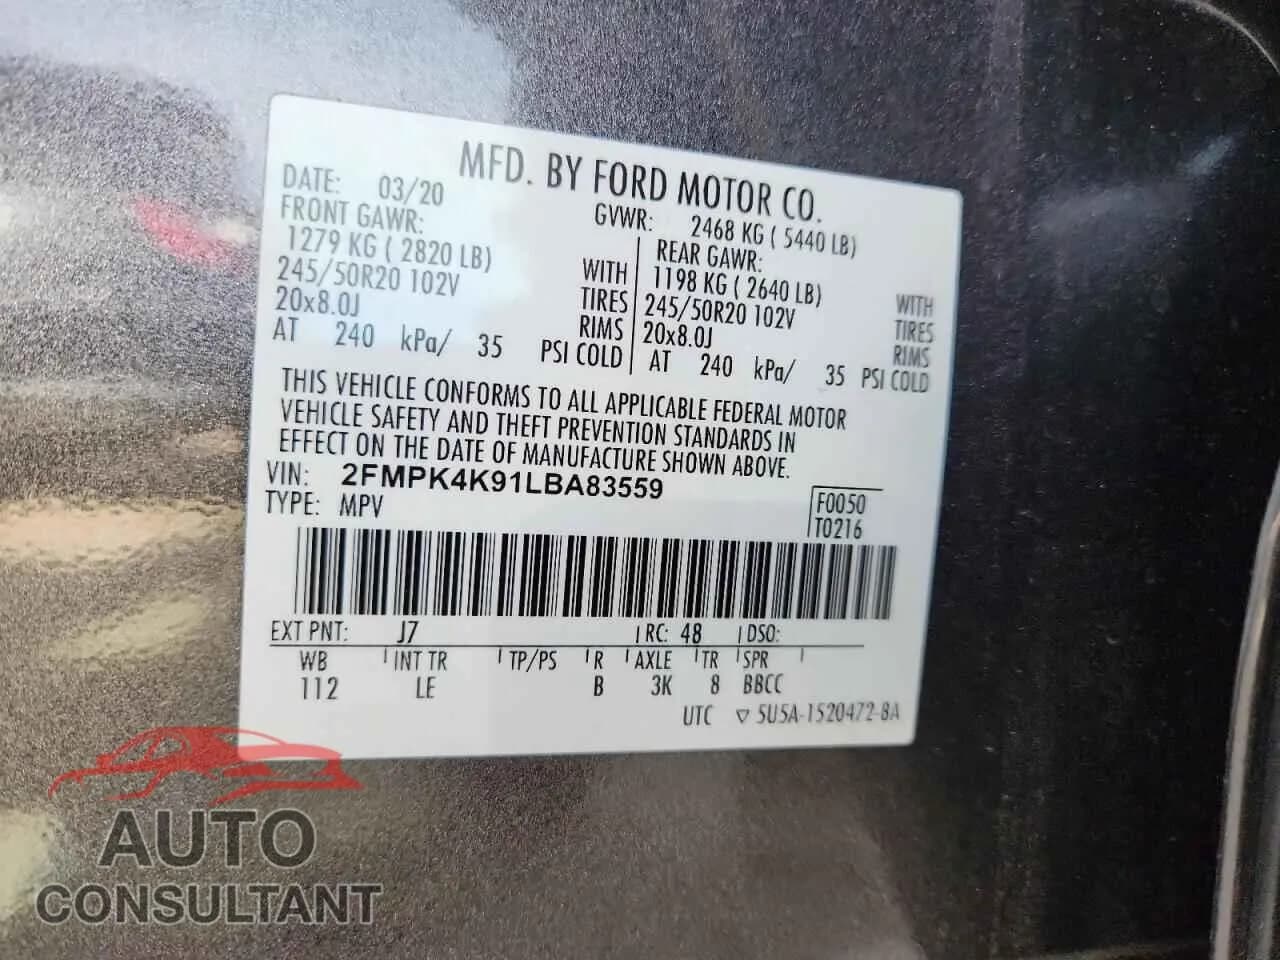 MFD. BY FORD MOTOR CO.
DATE: 03/20 GVWR: 2468 KG ( 5440 LB)
FRONT GAWR: REAR GAWR:
1279 KG ( 2820 LB) WITH 1198 KG ( 2640 LB) WITH
245/50R20 102V TIRES 245/50R20 102V TIRES
20x8.0J RIMS 20x8.0J RIMS
AT 240 kPa/ 35 PSI COLD AT 240 kPa/ 35 PSI COLD
THIS VEHICLE CONFORMS TO ALL APPLICABLE FEDERAL MOTOR
VEHICLE SAFETY AND THEFT PREVENTION STANDARDS IN
EFFECT ON THE DATE OF MANUFACTURE SHOWN ABOVE.
VIN: 2FMPK4K91LBA83559
TYPE: MPV F0050
T0216
EXT PNT: J7 RC: 48 DSO:
WB INT TR TP/PS R AXLE TR SPR
112 LE B 3K 8 BBCC
UTC ▽ 5U5A-1520472-BA
AUTO
CONSULTANT